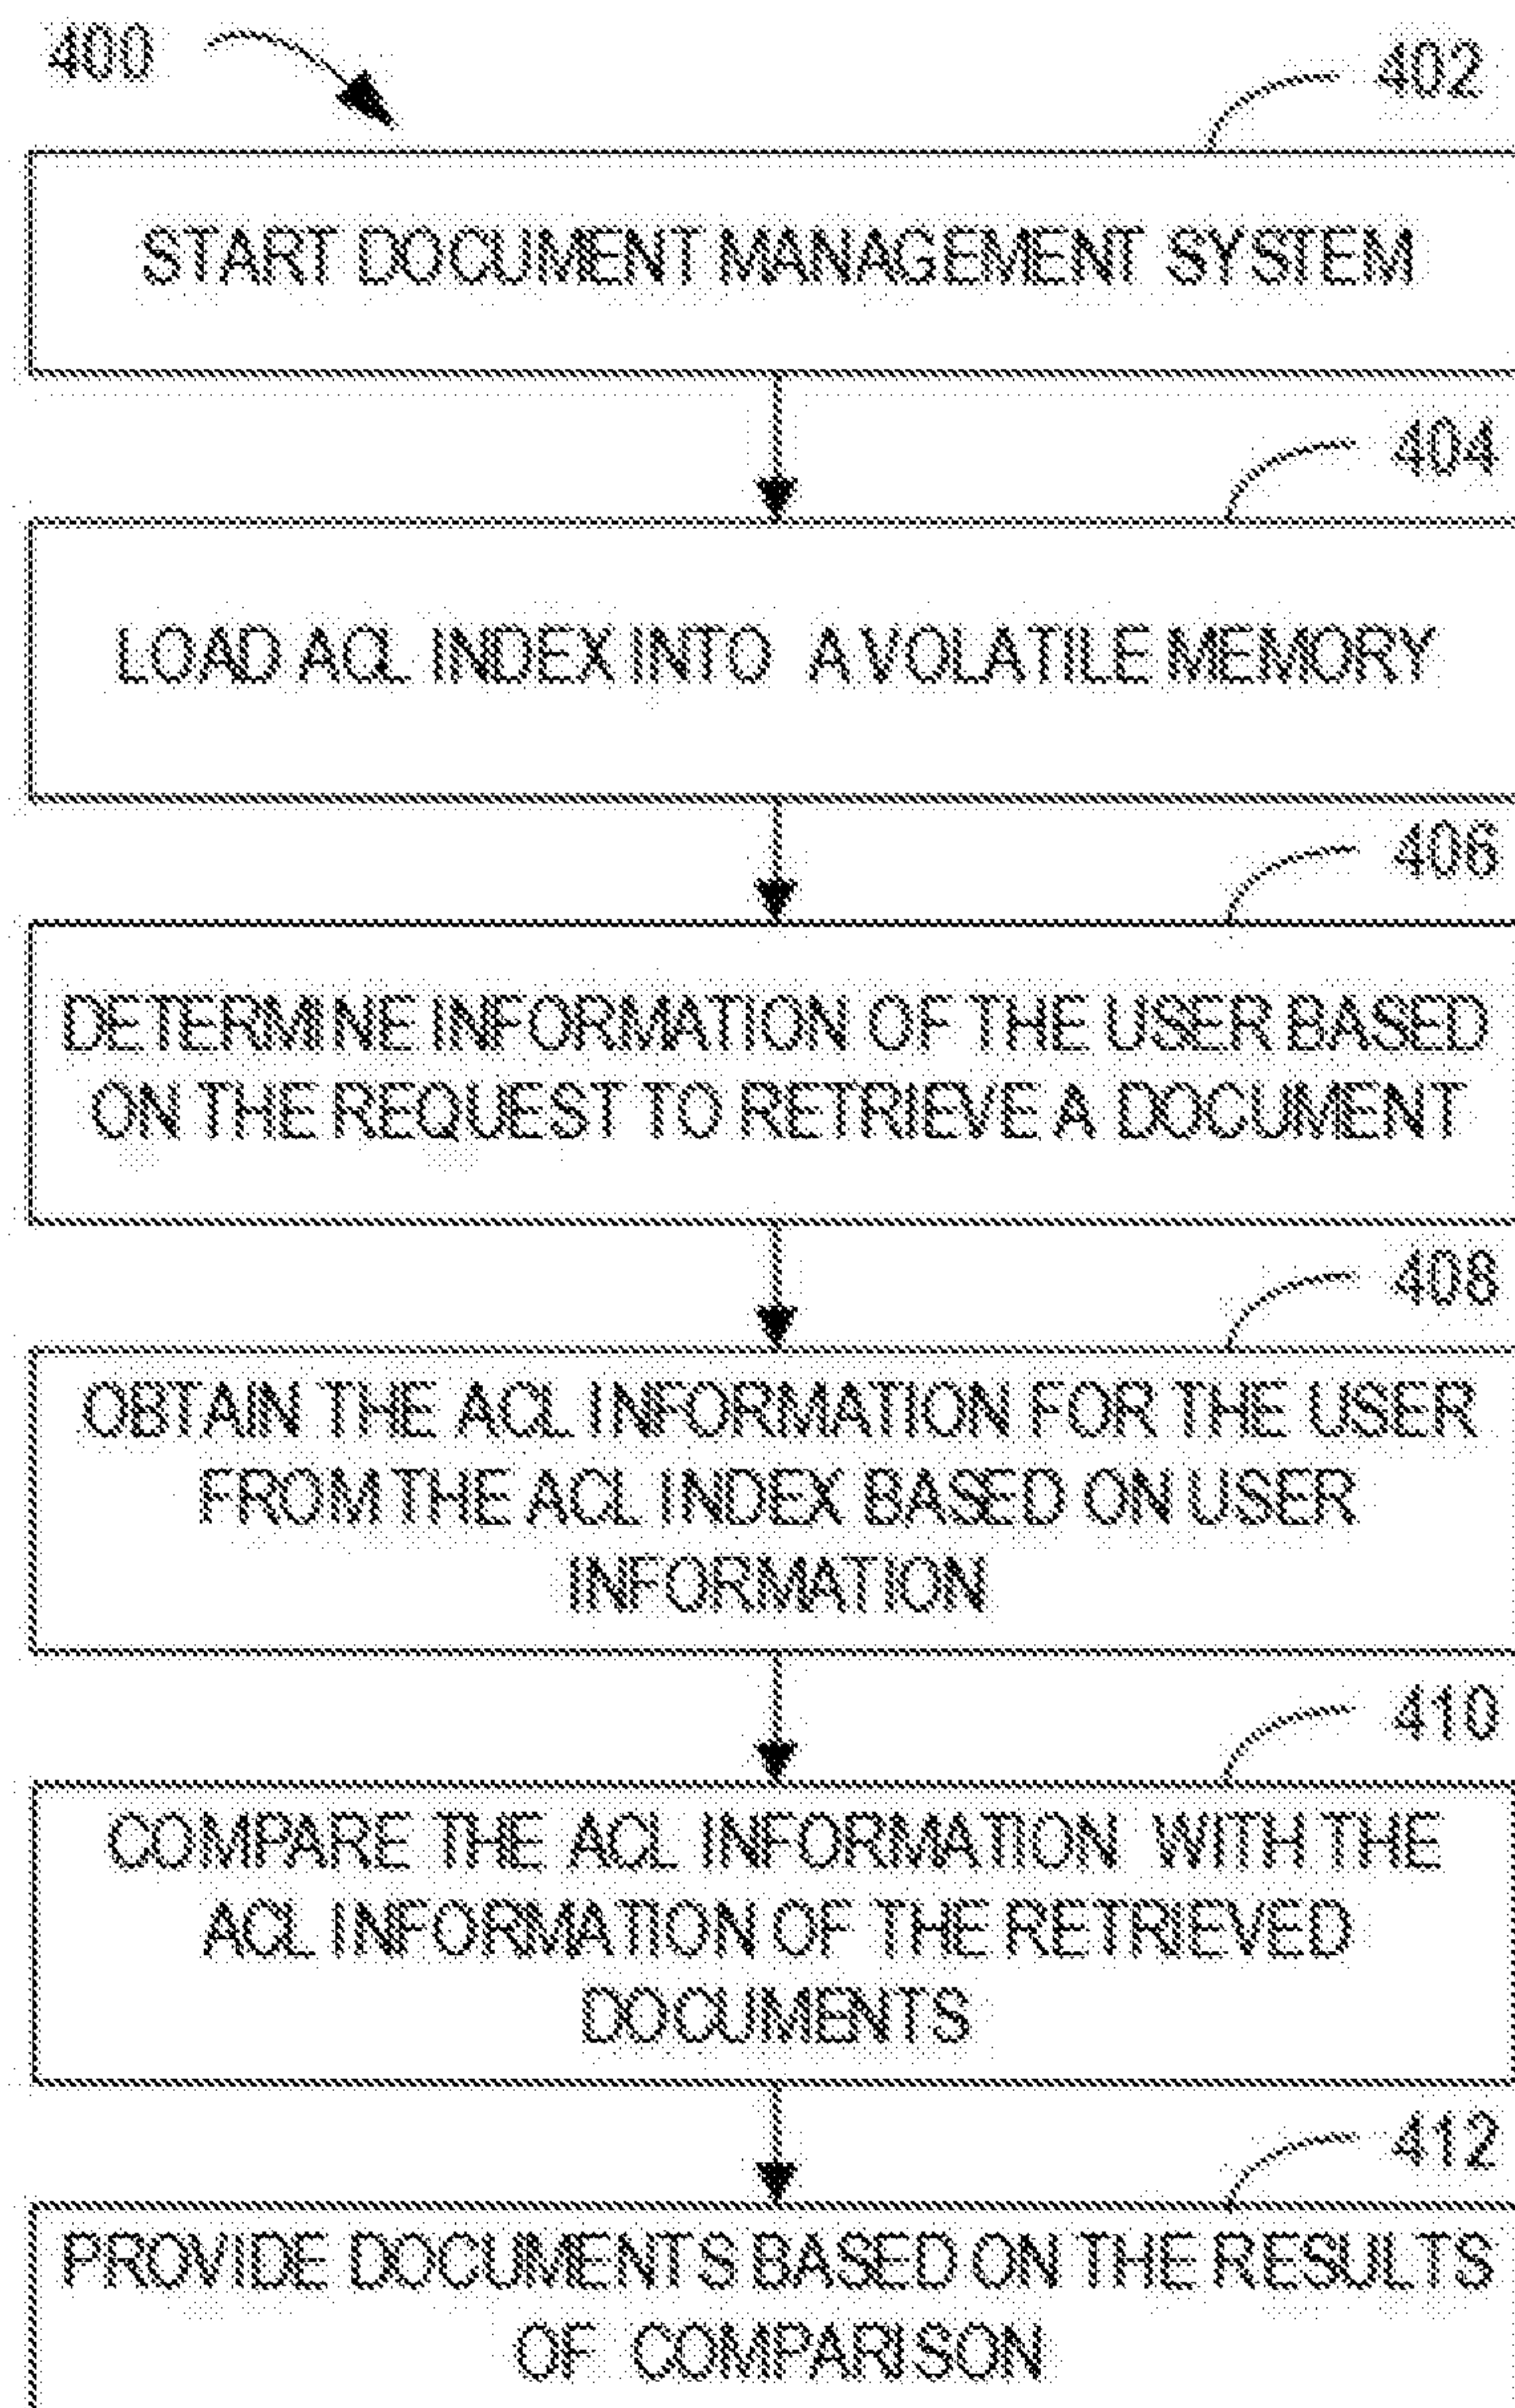 400
402
START DOCUMENT MANAGEMENT SYSTEM
404
LOAD ACL INDEX INTO A VOLATILE MEMORY
406
DETERMINE INFORMATION OF THE USER BASED
ON THE REQUEST TO RETRIEVE A DOCUMENT
408
OBTAIN THE ACL INFORMATION FOR THE USER
FROM THE ACL INDEX BASED ON USER
INFORMATION
410
COMPARE THE ACL INFORMATION WITH THE
ACL INFORMATION OF THE RETRIEVED
DOCUMENTS
412
PROVIDE DOCUMENTS BASED ON THE RESULTS
OF COMPARISON